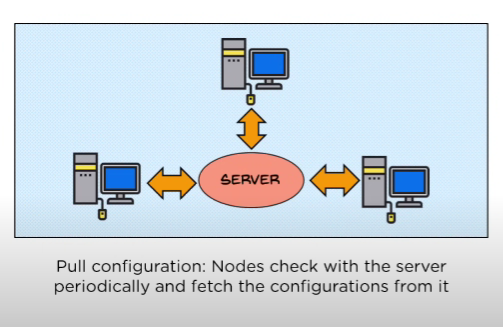 SERVER
Pull configuration: Nodes check with the server
periodically and fetch the configurations from it